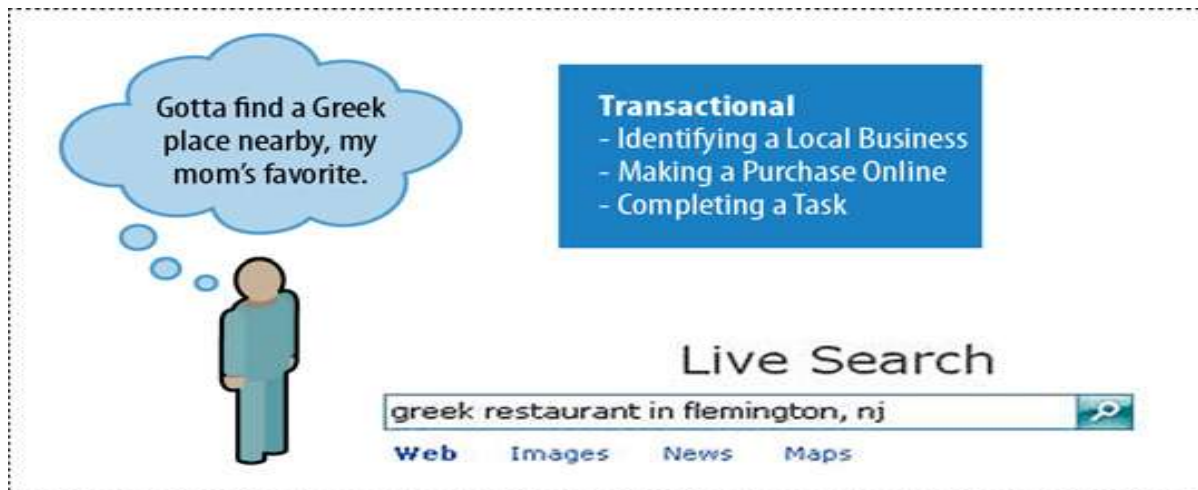 Gotta find a Greek
place nearby, my
mom's favorite.
Transactional
- Identifying a Local Business
- Making a Purchase Online
- Completing a Task
Live Search
greek restaurant in flemington, nj
Web Images News Maps